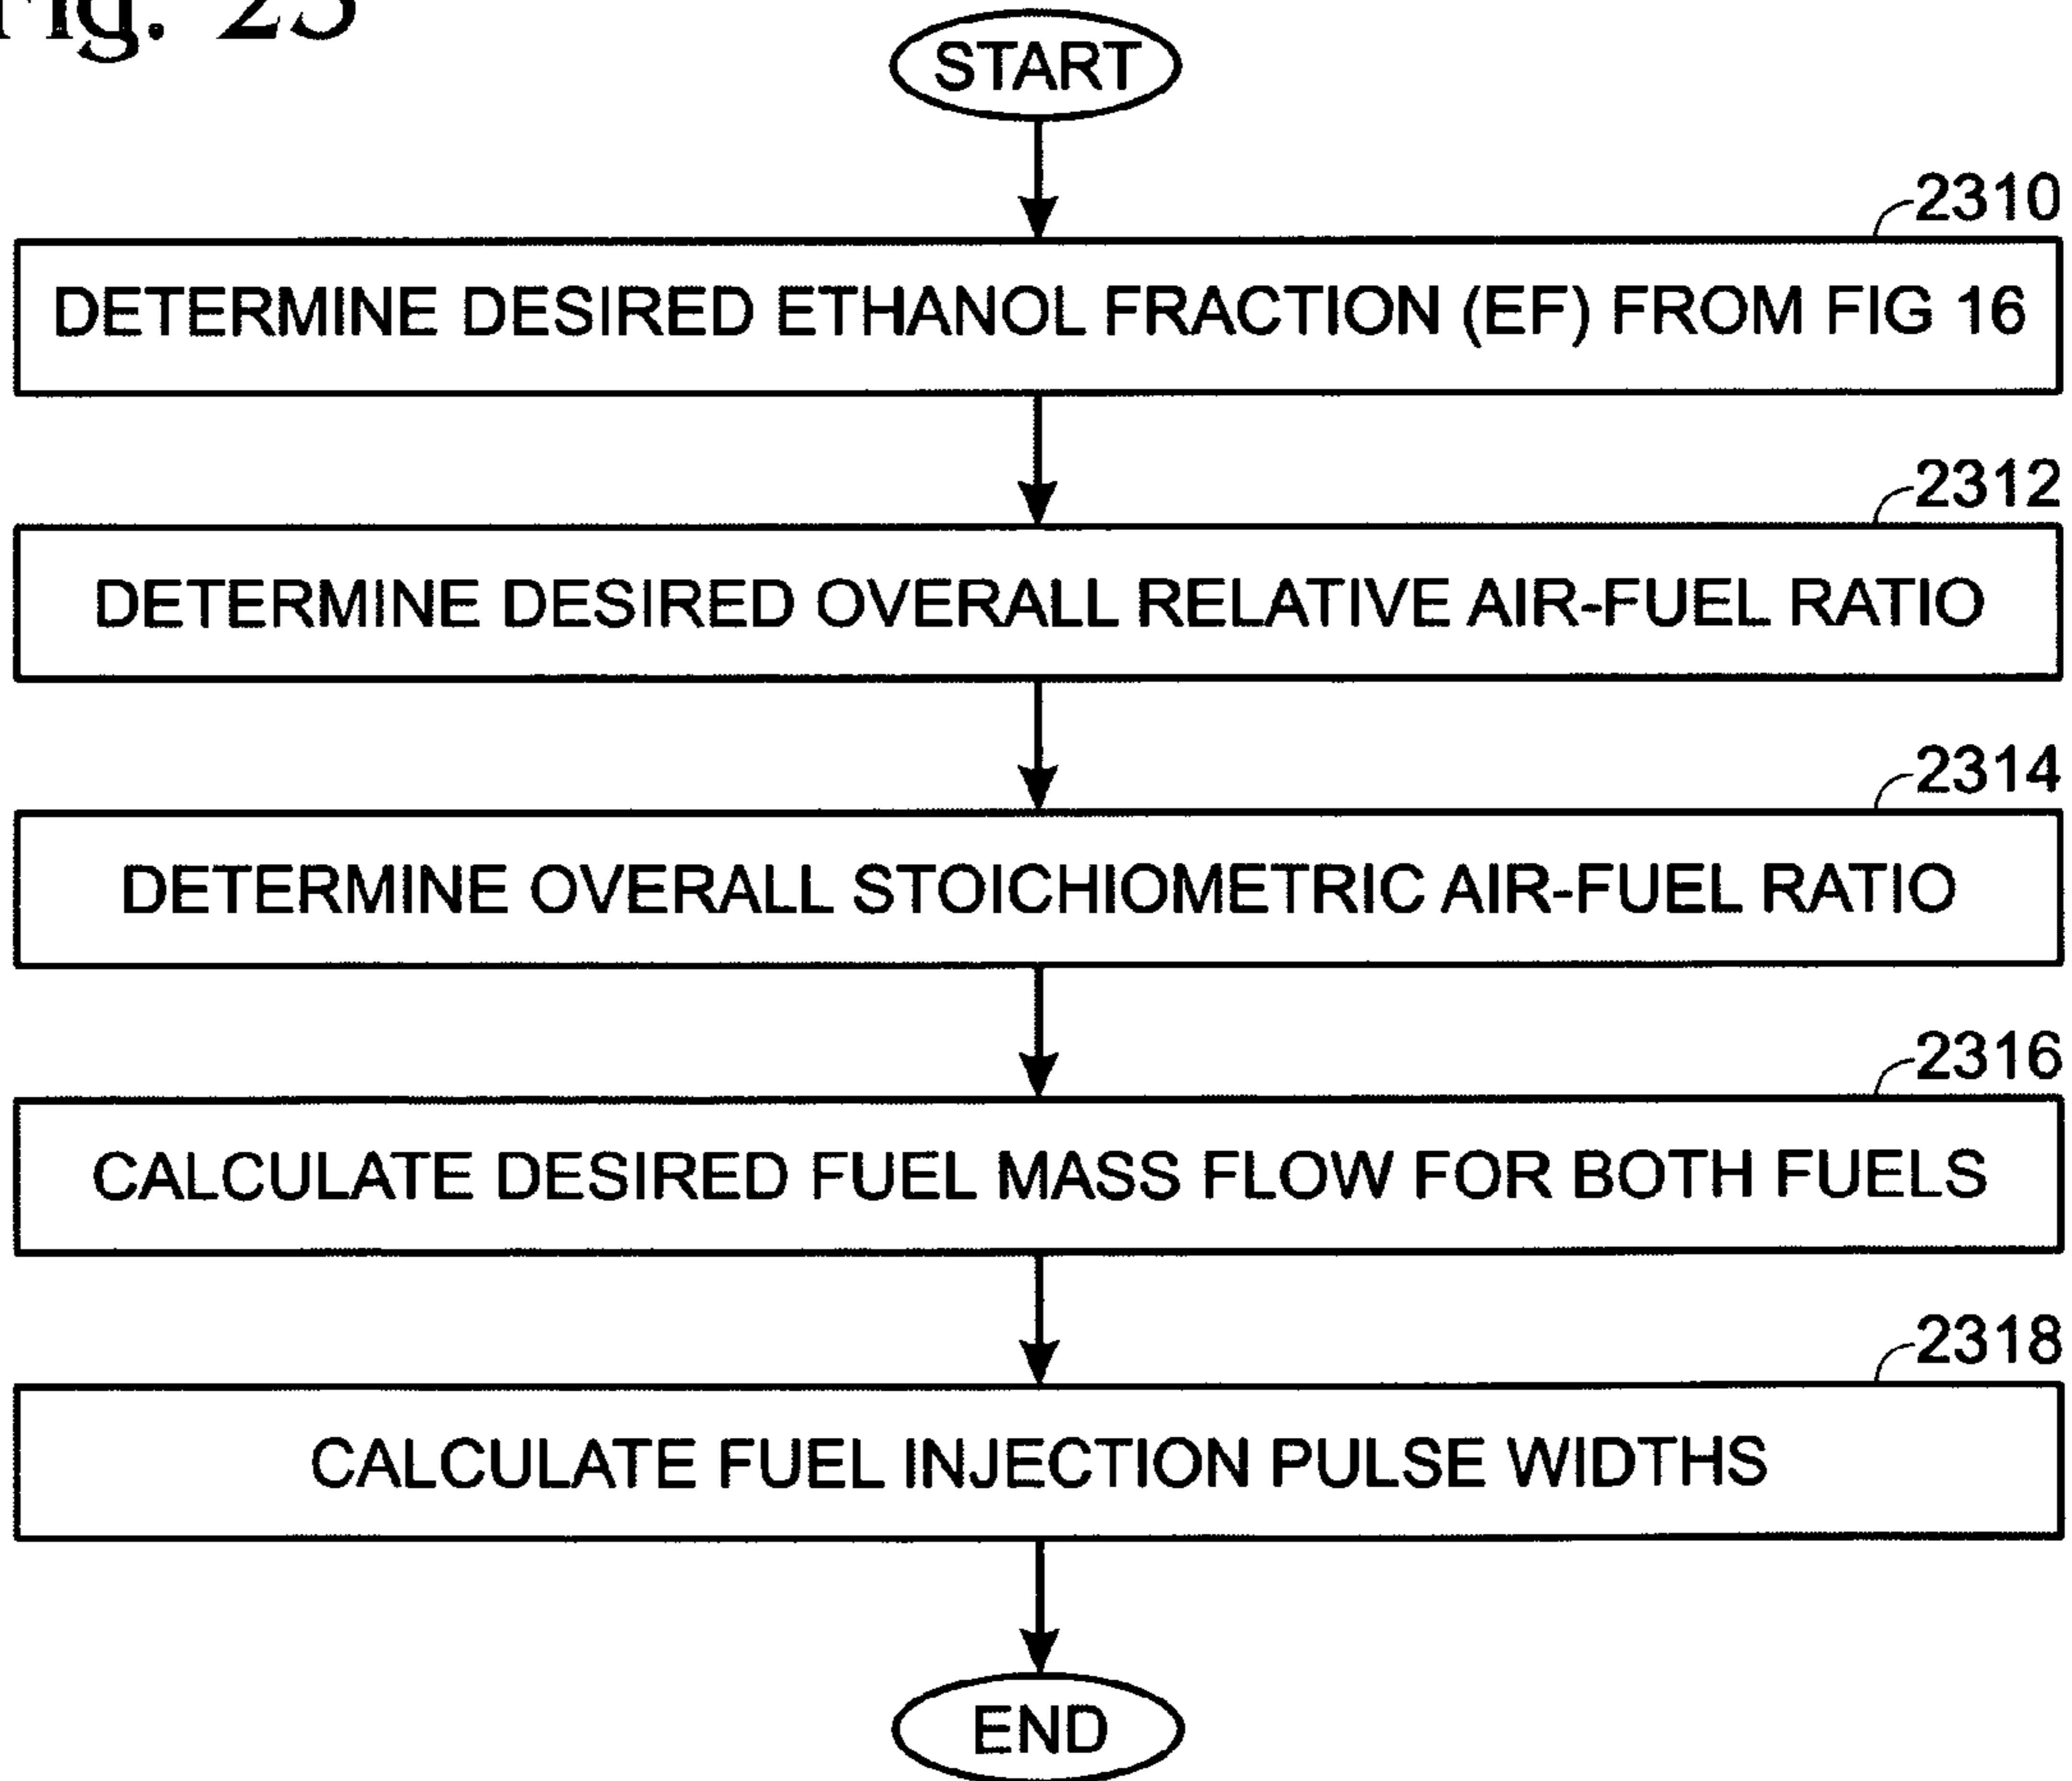 Fig. 23
START
2310
DETERMINE DESIRED ETHANOL FRACTION (EF) FROM FIG 16
2312
DETERMINE DESIRED OVERALL RELATIVE AIR-FUEL RATIO
2314
DETERMINE OVERALL STOICHIOMETRIC AIR-FUEL RATIO
2316
CALCULATE DESIRED FUEL MASS FLOW FOR BOTH FUELS
2318
CALCULATE FUEL INJECTION PULSE WIDTHS
END